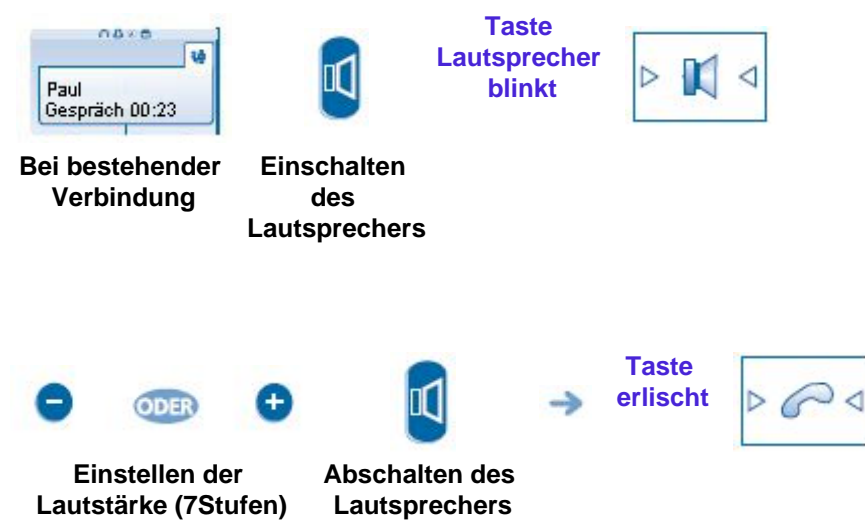 Paul
Gespräch 00:23
Taste
Lautsprecher
blinkt
Bei bestehender
Verbindung
Einschalten
des
Lautsprechers
ODER
Taste
erlischt
Einstellen der
Lautstärke (7Stufen)
Abschalten des
Lautsprechers